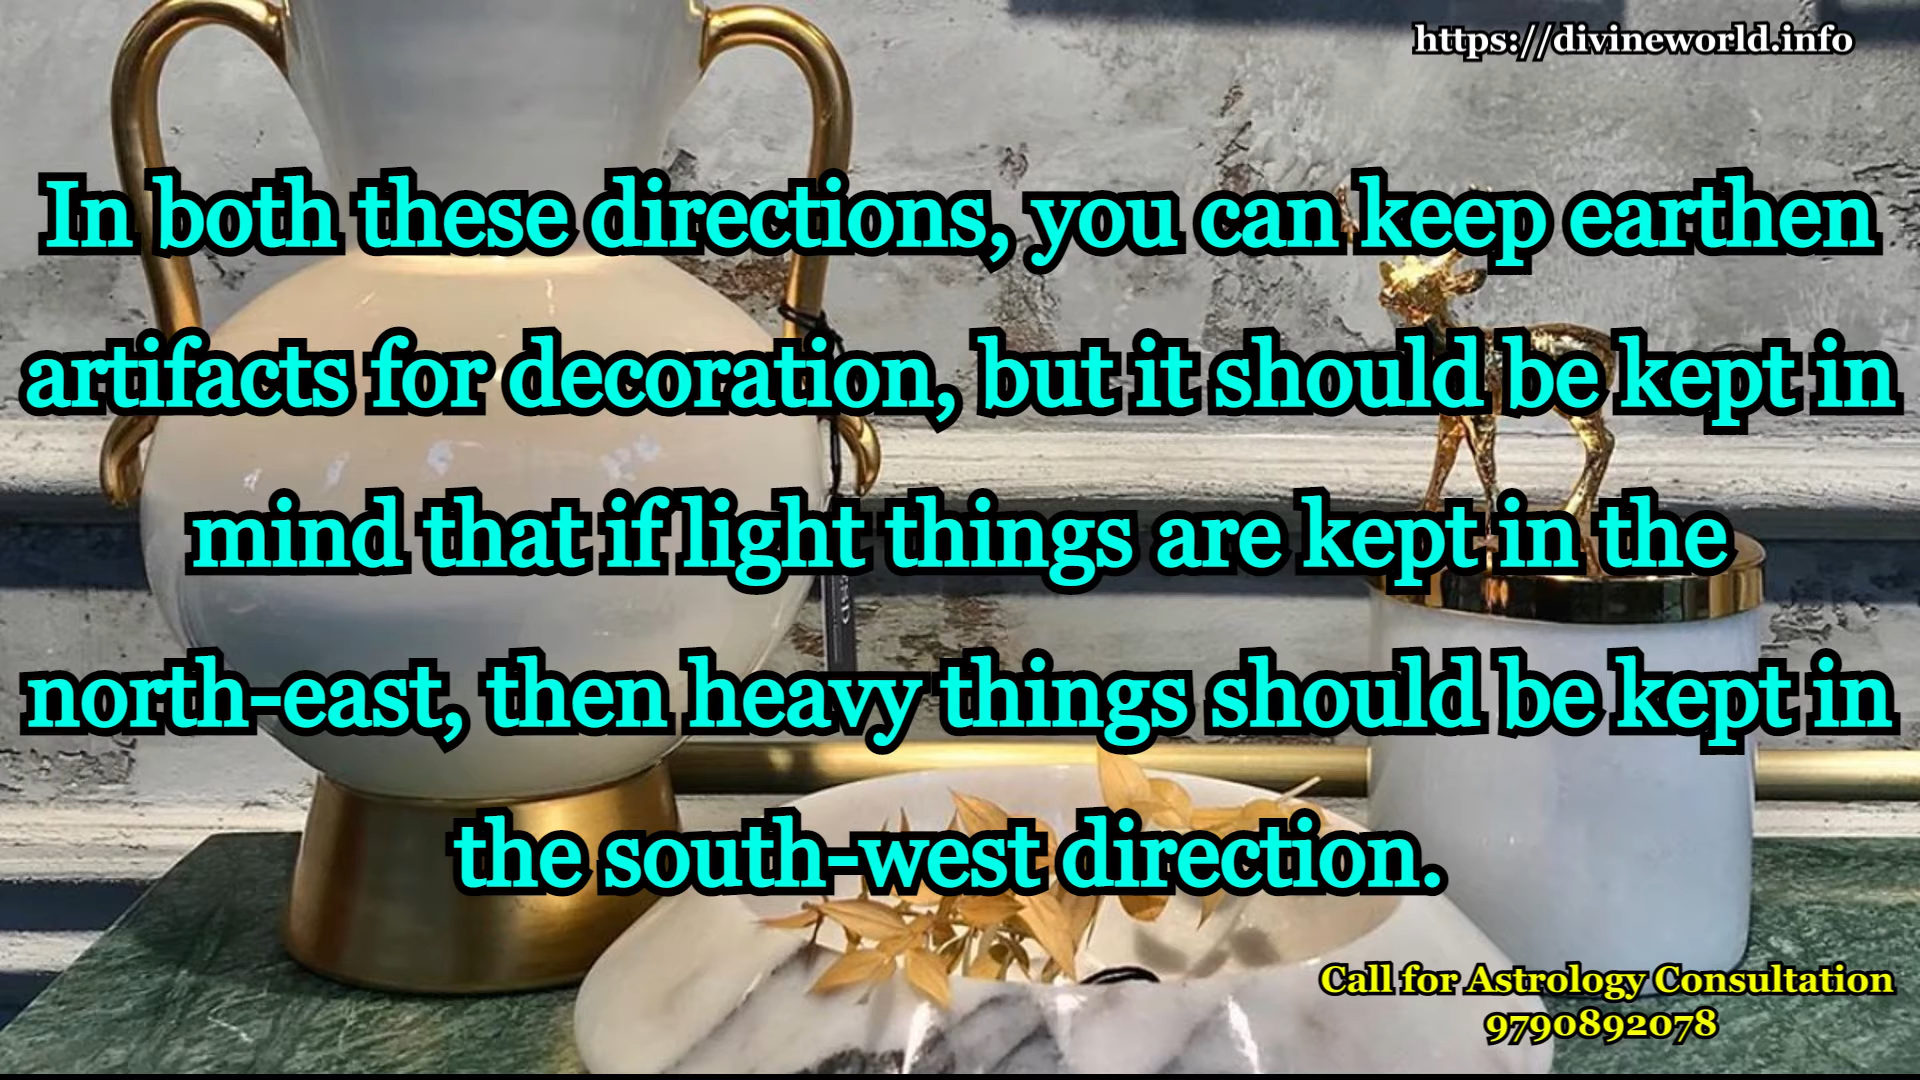 https://divineworld.info
In both these directions, you can keep earthen
artifacts for decoration, but it should be kept in
mind that if light things are kept in the
north-east, then heavy things should be kept in
the south-west direction.
Call for Astrology Consultation
9790892078